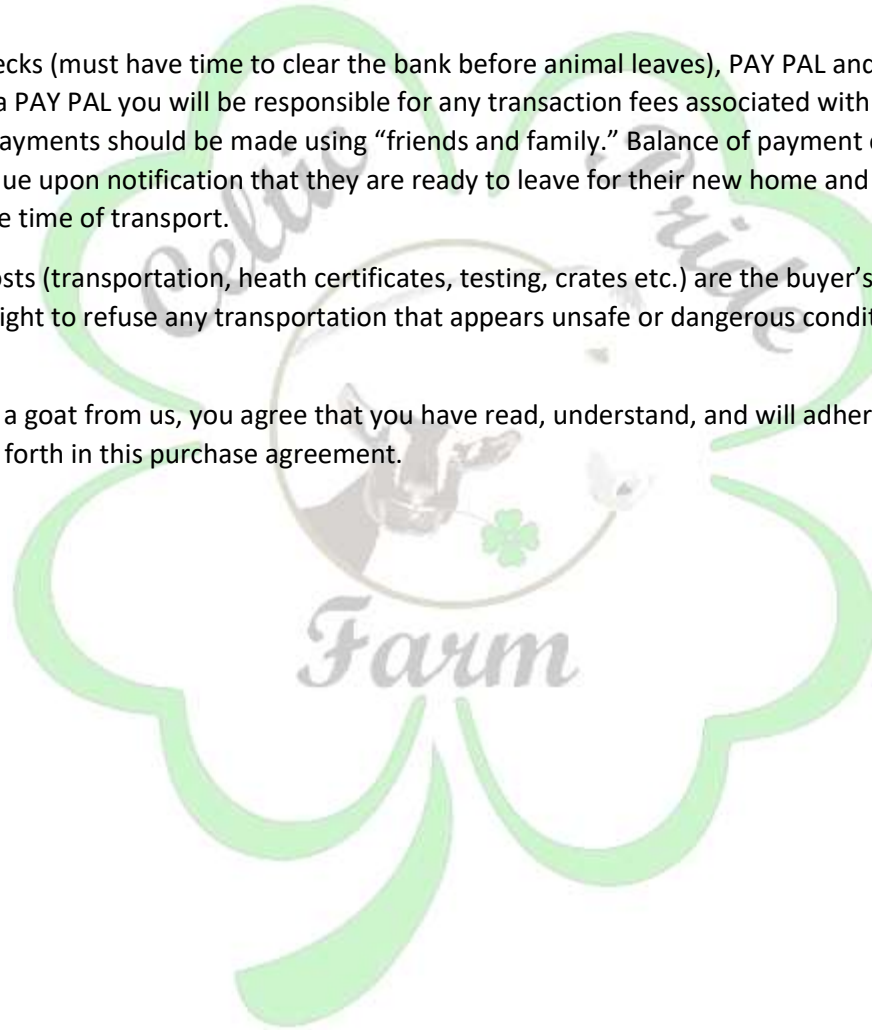 ecks (must have time to clear the bank before animal leaves), PAY PAL and
a PAY PAL you will be responsible for any transaction fees associated with
ayments should be made using “friends and family.” Balance of payment
ue upon notification that they are ready to leave for their new home and
e time of transport.
osts (transportation, heath certificates, testing, crates etc.) are the buyer’s
ight to refuse any transportation that appears unsafe or dangerous condit
a goat from us, you agree that you have read, understand, and will adher
forth in this purchase agreement.
Celtic Pride
Farm